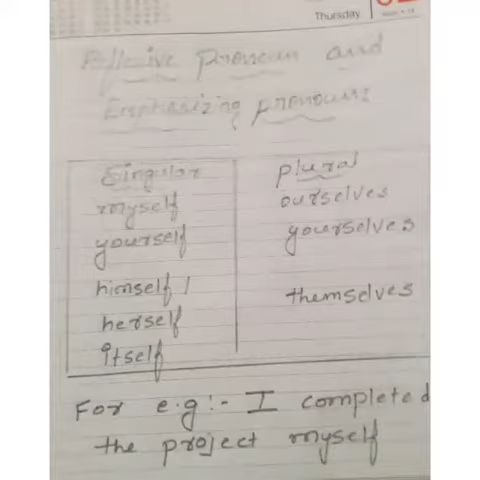 Thursday
Reflexive pronoun and
Emphasizing pronouns
Singular plural
myself ourselves
yourself yourselves
himself /
herself themselves
itself
For e.g:- I completed
the project myself